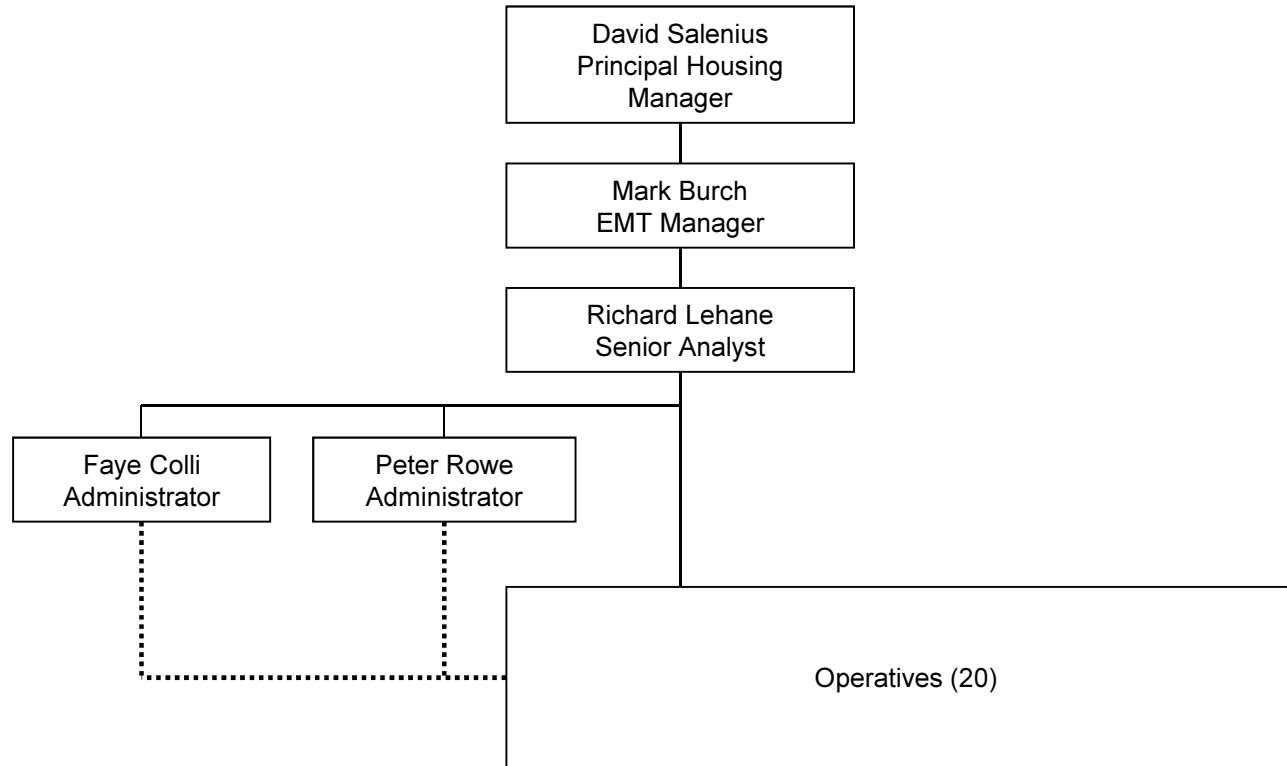 David Salenius
Principal Housing
Manager
Mark Burch
EMT Manager
Richard Lehane
Senior Analyst
Faye Colli
Administrator
Peter Rowe
Administrator
Operatives (20)